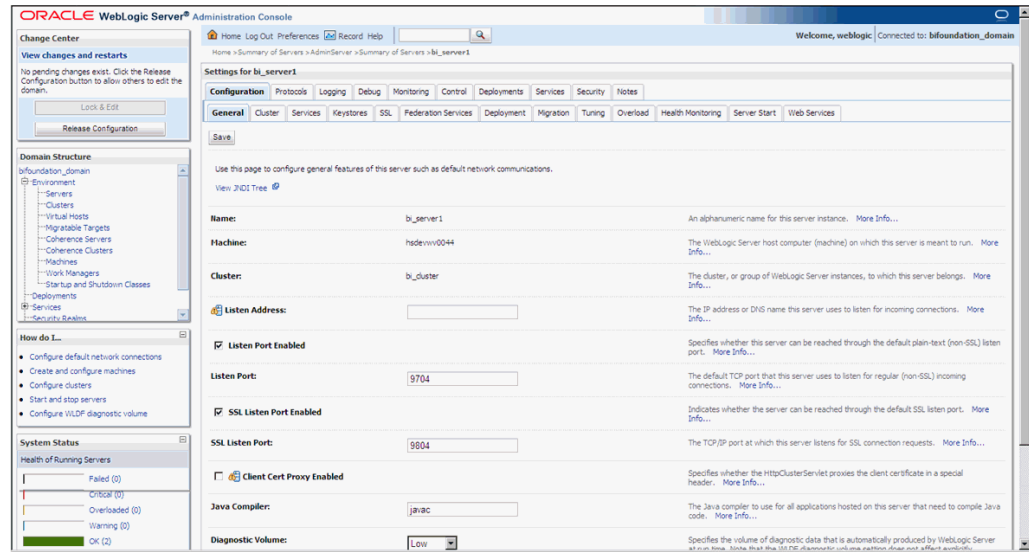 ORACLE WebLogic Server® Administration Console
Change Center
View changes and restarts
No pending changes exist. Click the Release
Configuration button to allow others to edit the
domain.
Lock & Edit
Release Configuration
Domain Structure
bifoundation_domain
Environment
Servers
Clusters
Virtual Hosts
Migratable Targets
Coherence Servers
Coherence Clusters
Machines
Work Managers
Startup and Shutdown Classes
Deployments
Services
Security Realms
How do I...
Configure default network connections
Create and configure machines
Configure clusters
Start and stop servers
Configure WLDF diagnostic volume
System Status
Health of Running Servers
Failed (0)
Critical (0)
Overloaded (0)
Warning (0)
OK (2)
Home Log Out Preferences Record Help
Welcome, weblogic Connected to: bifoundation_domain
Home >Summary of Servers >AdminServer >Summary of Servers >bi_server1
Settings for bi_server1
Configuration Protocols Logging Debug Monitoring Control Deployments Services Security Notes
General Cluster Services Keystores SSL Federation Services Deployment Migration Tuning Overload Health Monitoring Server Start Web Services
Save
Use this page to configure general features of this server such as default network communications.
View JNDI Tree
Name: bi_server1 An alphanumeric name for this server instance. More Info...
Machine: hsdevwv0044 The WebLogic Server host computer (machine) on which this server is meant to run. More
Info...
Cluster: bi_cluster The cluster, or group of WebLogic Server instances, to which this server belongs. More
Info...
Listen Address: The IP address or DNS name this server uses to listen for incoming connections. More
Info...
Listen Port Enabled Specifies whether this server can be reached through the default plain-text (non-SSL) listen
port. More Info...
Listen Port: 9704 The default TCP port that this server uses to listen for regular (non-SSL) incoming
connections. More Info...
SSL Listen Port Enabled Indicates whether the server can be reached through the default SSL listen port. More
Info...
SSL Listen Port: 9804 The TCP/IP port at which this server listens for SSL connection requests. More Info...
Client Cert Proxy Enabled Specifies whether the HttpClusterServlet proxies the client certificate in a special
header. More Info...
Java Compiler: javac The Java compiler to use for all applications hosted on this server that need to compile Java
code. More Info...
Diagnostic Volume: Low Specifies the volume of diagnostic data that is automatically produced by WebLogic Server
at run time. Note that the WLDF diagnostic volume setting does not affect explicitly